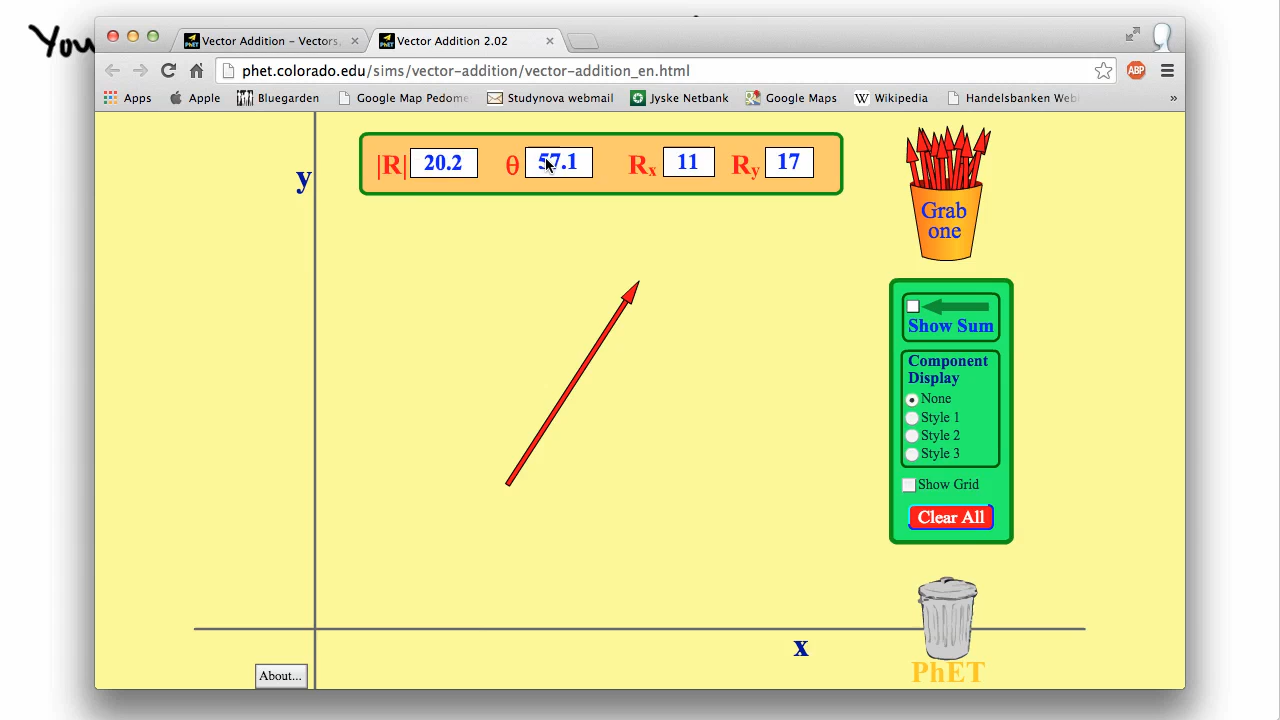 You
Vector Addition – Vectors,
Vector Addition 2.02
phet.colorado.edu/sims/vector-addition/vector-addition_en.html
ABP
Apps Apple Bluegarden Google Map Pedome Studynova webmail Jyske Netbank Google Maps W Wikipedia Handelsbanken Web »
|R| 20.2 θ 57.1 Rx 11 Ry 17
y
Grab
one
Show Sum
Component
Display
None
Style 1
Style 2
Style 3
Show Grid
Clear All
x
About...
PhET